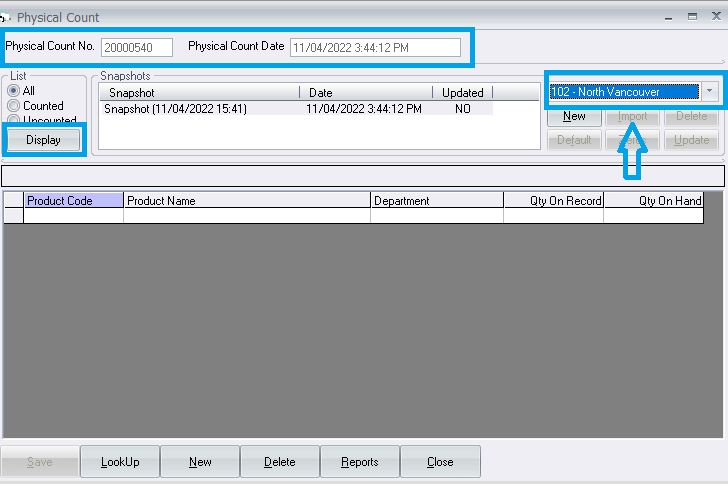 Physical Count
Physical Count No. 20000540 Physical Count Date 11/04/2022 3:44:12 PM
List
All
Counted
Uncounted
Display
Snapshots
Snapshot Date Updated
Snapshot (11/04/2022 15:41) 11/04/2022 3:44:12 PM NO
102 - North Vancouver
New Import Delete
Default Update
Product Code Product Name Department Qty On Record Qty On Hand
Save LookUp New Delete Reports Close